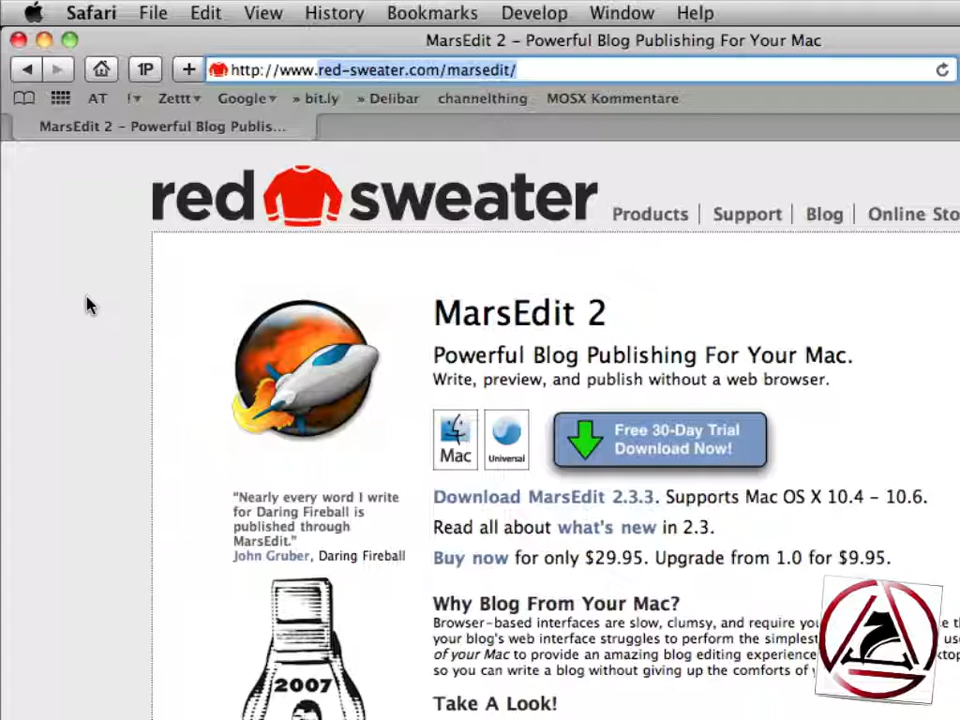 Safari File Edit View History Bookmarks Develop Window Help
MarsEdit 2 – Powerful Blog Publishing For Your Mac
1P + http://www.red-sweater.com/marsedit/
AT Zettt▾ Google▾ » bit.ly » Delibar channelthing MOSX Kommentare
MarsEdit 2 – Powerful Blog Publis...
red sweater
Products | Support | Blog | Online Sto
MarsEdit 2
Powerful Blog Publishing For Your Mac.
Write, preview, and publish without a web browser.
Mac Universal
Free 30-Day Trial
Download Now!
"Nearly every word I write
for Daring Fireball is
published through
MarsEdit."
John Gruber, Daring Fireball
Download MarsEdit 2.3.3. Supports Mac OS X 10.4 – 10.6.
Read all about what's new in 2.3.
Buy now for only $29.95. Upgrade from 1.0 for $9.95.
2007
Why Blog From Your Mac?
Browser-based interfaces are slow, clumsy, and require you
your blog's web interface struggles to perform the simplest
of your Mac to provide an amazing blog editing experience
so you can write a blog without giving up the comforts of
Take A Look!